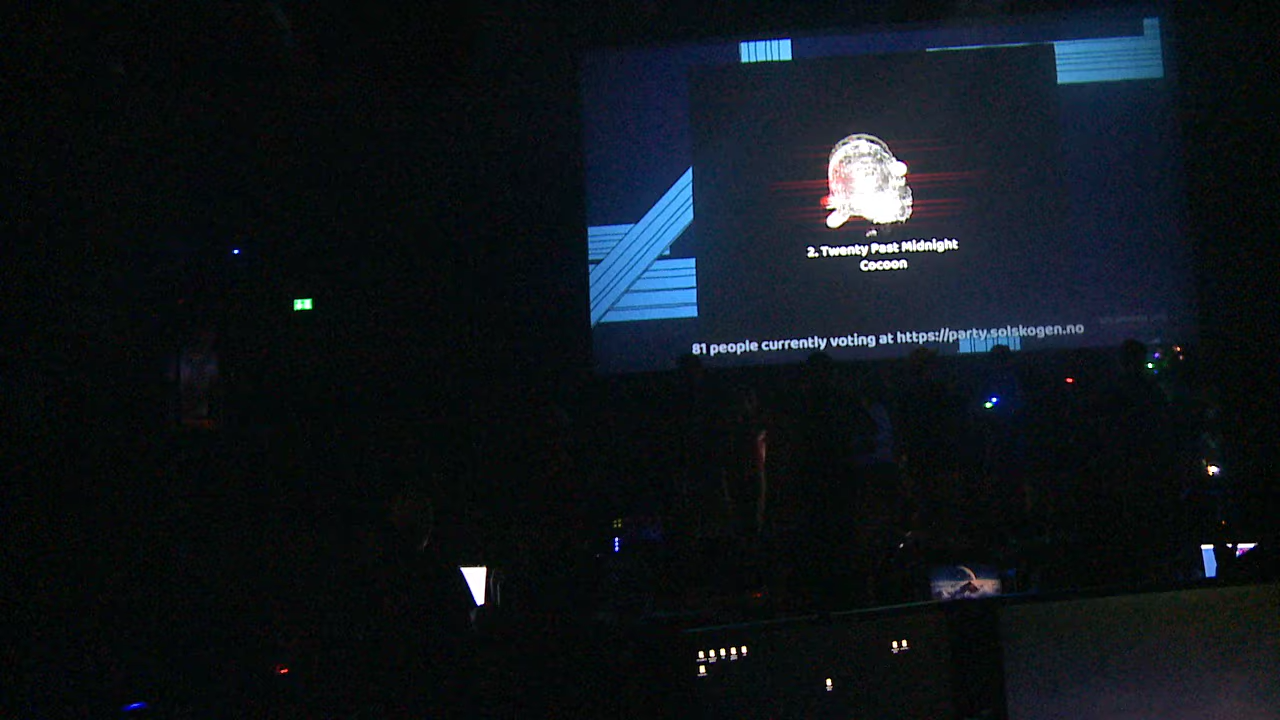 2. Twenty Past Midnight
Cocoon
81 people currently voting at https://party.solskogen.no